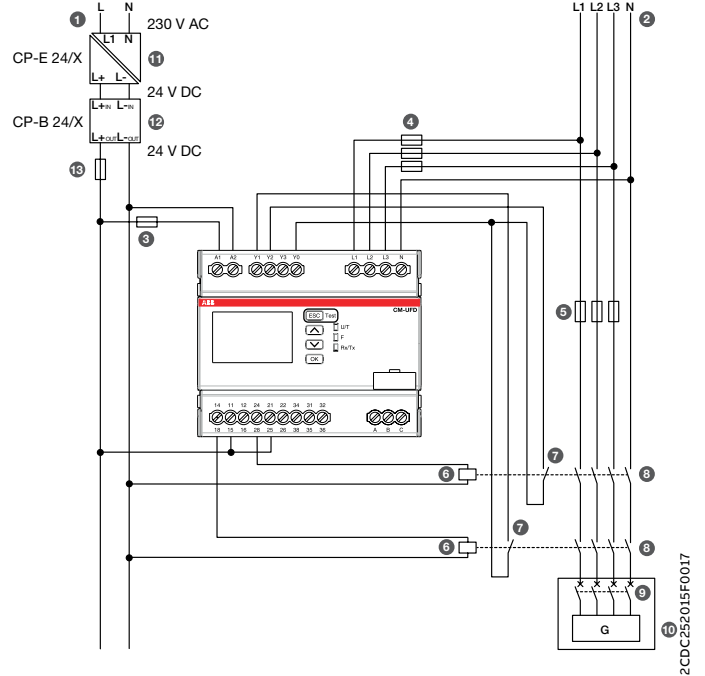 L N
1
230 V AC
L1 N
CP-E 24/X
11
L+ L-
24 V DC
L+IN L-IN
CP-B 24/X
12
L+OUT L-OUT
24 V DC
13
3
L1 L2 L3 N
2
4
A1 A2 Y1 Y2 Y3 Y0 L1 L2 L3 N
ABB
CM-UFD
ESC Test
U/T
F
Rx/Tx
OK
5
14 11 12 24 21 22 34 31 32
18 15 16 28 25 26 38 35 36
A B C
7
6
8
7
6
8
9
G
10
2CDC252015F0017